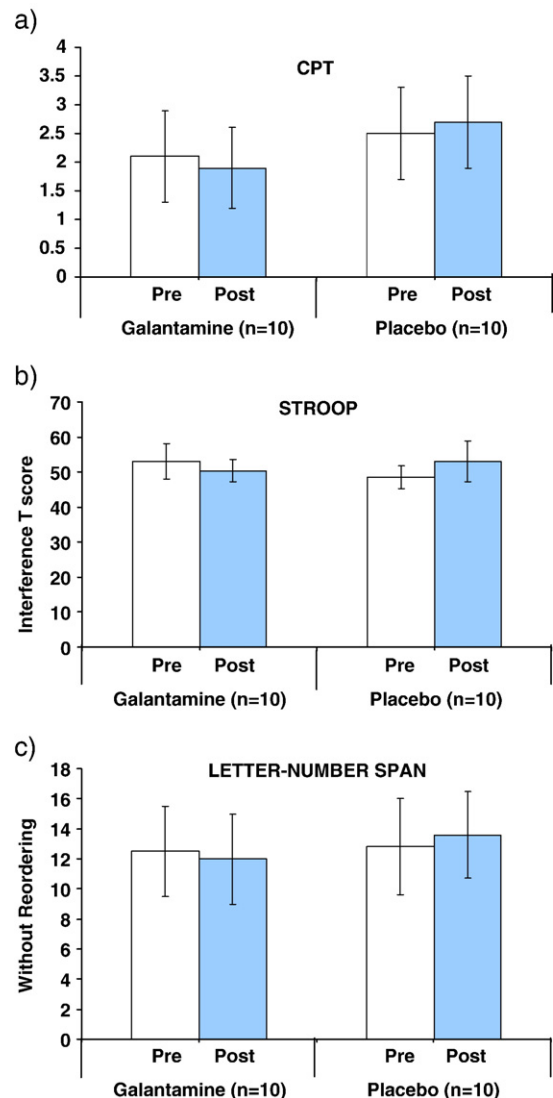 a)
CPT
4
3.5
3
2.5
2
1.5
1
0.5
0
Pre Post Pre Post
Galantamine (n=10) Placebo (n=10)
b)
STROOP
Interference T score
70
60
50
40
30
20
10
0
Pre Post Pre Post
Galantamine (n=10) Placebo (n=10)
c)
LETTER-NUMBER SPAN
Without Reordering
18
16
14
12
10
8
6
4
2
0
Pre Post Pre Post
Galantamine (n=10) Placebo (n=10)